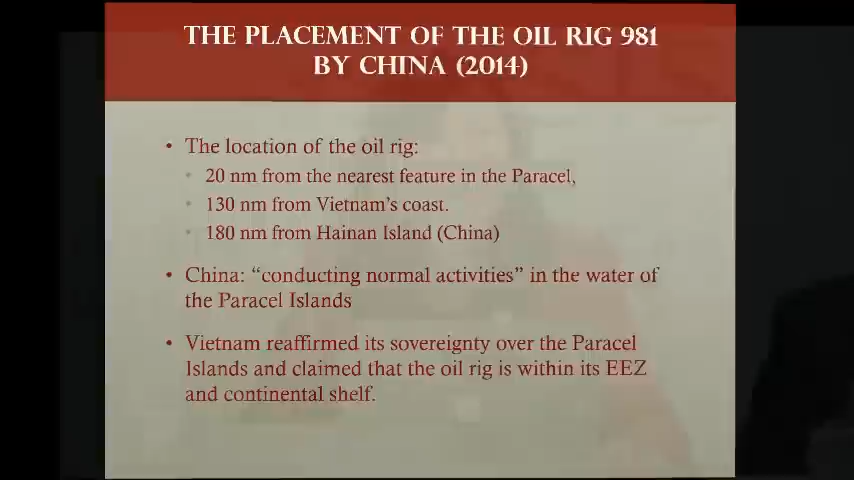 THE PLACEMENT OF THE OIL RIG 981
BY CHINA (2014)
• The location of the oil rig:
• 20 nm from the nearest feature in the Paracel,
• 130 nm from Vietnam's coast.
• 180 nm from Hainan Island (China)
• China: “conducting normal activities” in the water of
the Paracel Islands
• Vietnam reaffirmed its sovereignty over the Paracel
Islands and claimed that the oil rig is within its EEZ
and continental shelf.